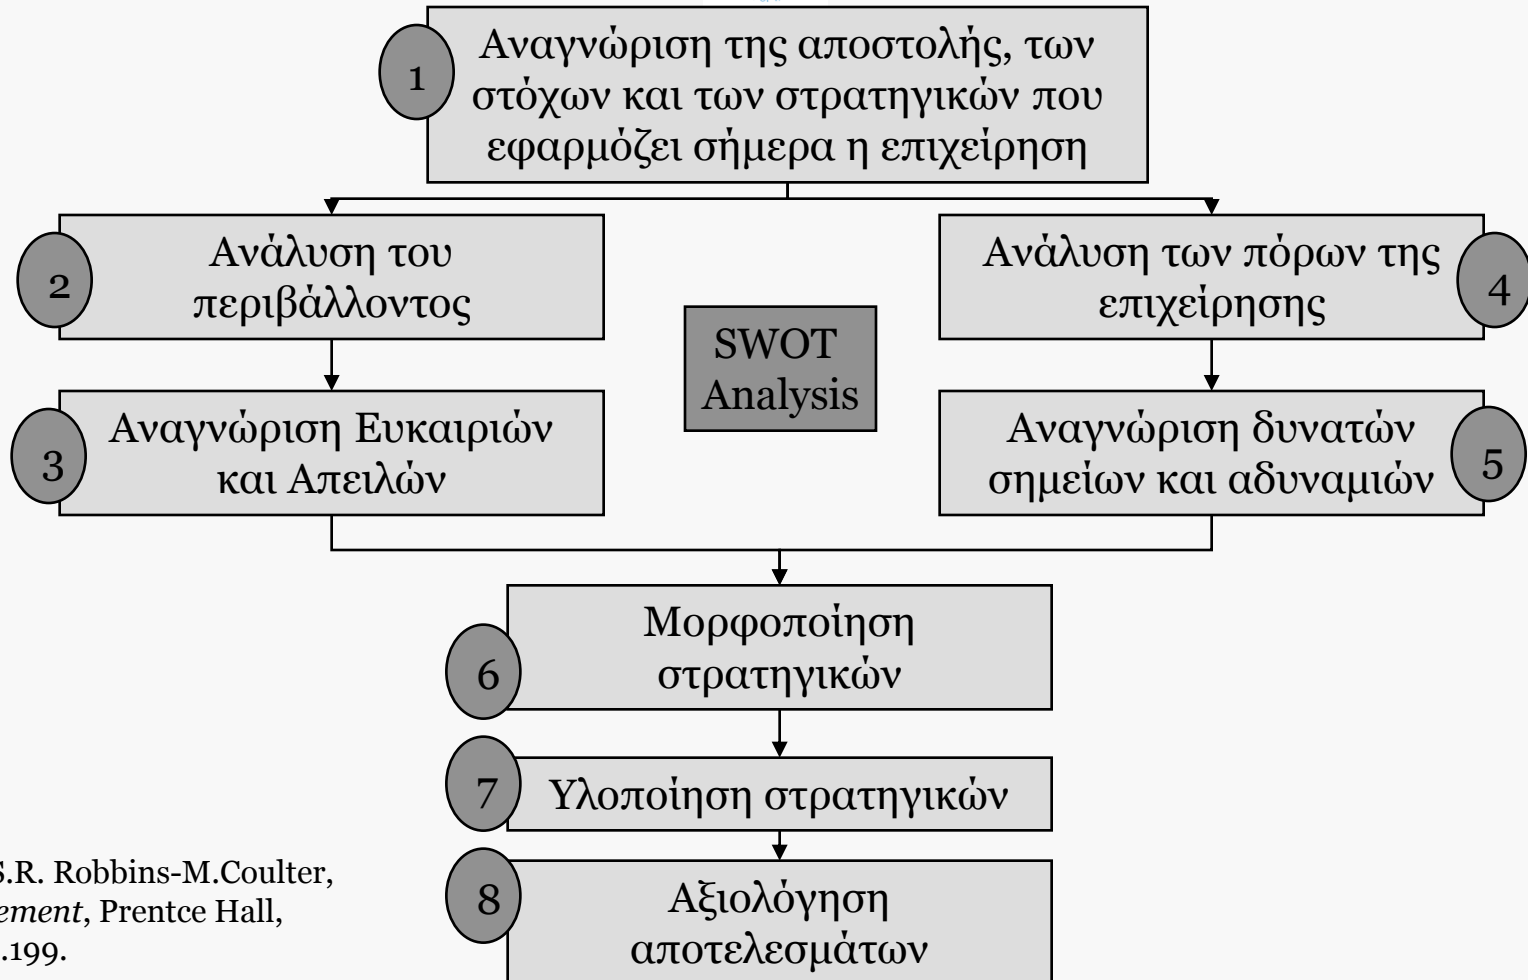 1
Αναγνώριση της αποστολής, των
στόχων και των στρατηγικών που
εφαρμόζει σήμερα η επιχείρηση
2
Ανάλυση του
περιβάλλοντος
Ανάλυση των πόρων της
επιχείρησης
4
SWOT
Analysis
3
Αναγνώριση Ευκαιριών
και Απειλών
Αναγνώριση δυνατών
σημείων και αδυναμιών
5
6
Μορφοποίηση
στρατηγικών
7
Υλοποίηση στρατηγικών
8
Αξιολόγηση
αποτελεσμάτων
S.R. Robbins-M.Coulter,
ement, Prentce Hall,
.199.